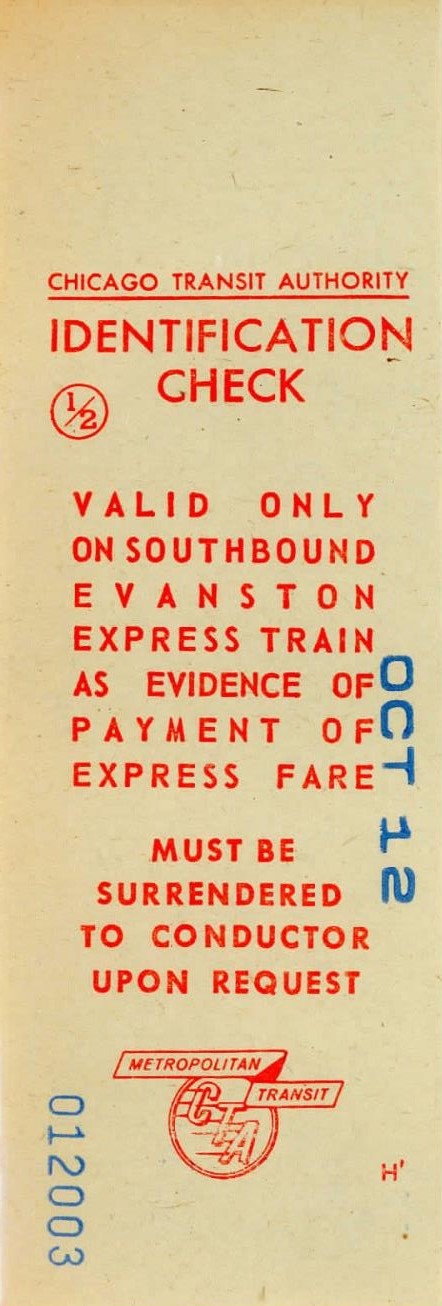 CHICAGO TRANSIT AUTHORITY
IDENTIFICATION
CHECK
1/2
VALID ONLY
ON SOUTHBOUND
EVANSTON
EXPRESS TRAIN
AS EVIDENCE OF
PAYMENT OF
EXPRESS FARE
OCT 12
MUST BE
SURRENDERED
TO CONDUCTOR
UPON REQUEST
METROPOLITAN
TRANSIT
CTA
H'
012003